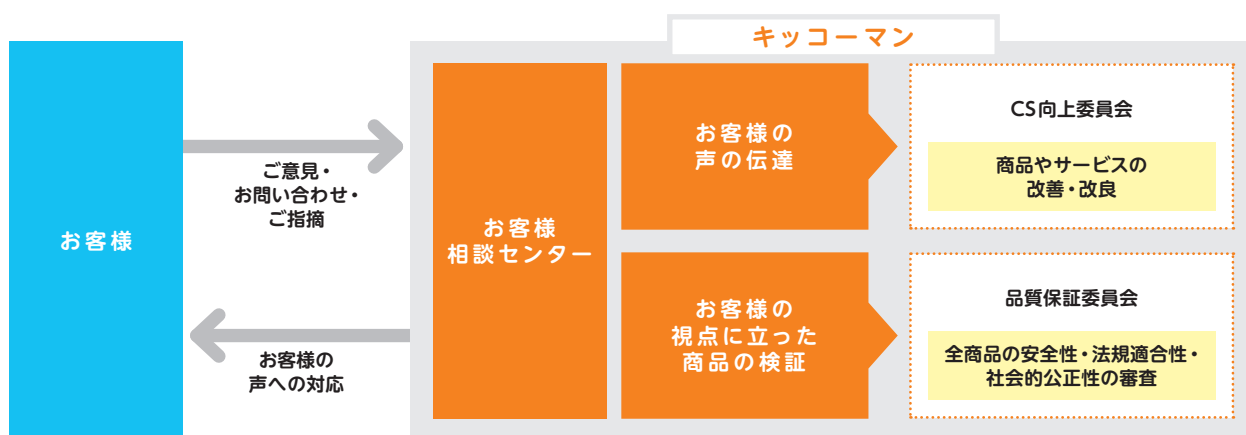 キッコーマン
お客様
ご意見・
お問い合わせ・
ご指摘
お客様の
声への対応
お客様
相談センター
お客様の
声の伝達
CS向上委員会
商品やサービスの
改善・改良
お客様の
視点に立った
商品の検証
品質保証委員会
全商品の安全性・法規適合性・
社会的公正性の審査